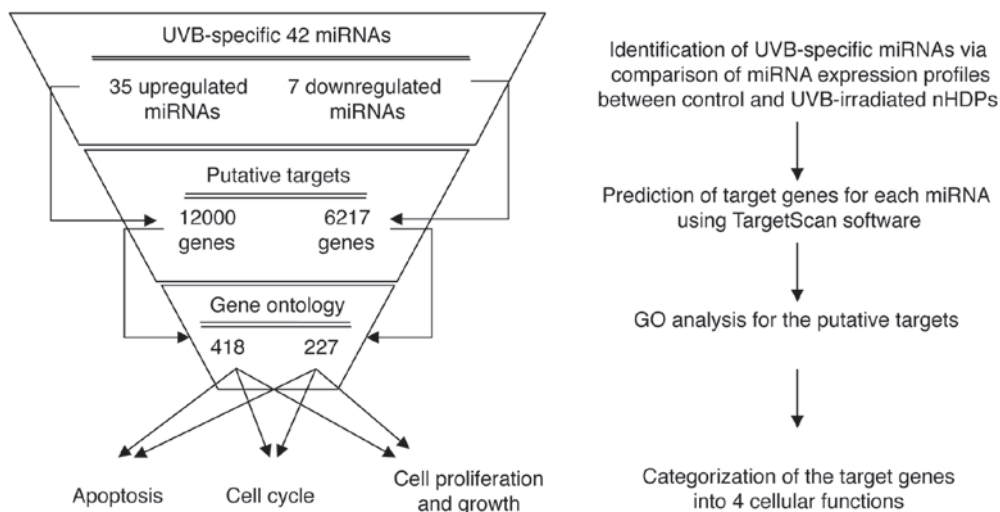 UVB-specific 42 miRNAs
35 upregulated
miRNAs
7 downregulated
miRNAs
Putative targets
12000
genes
6217
genes
Gene ontology
418
227
Apoptosis
Cell cycle
Cell proliferation
and growth
Identification of UVB-specific miRNAs via
comparison of miRNA expression profiles
between control and UVB-irradiated nHDPs
Prediction of target genes for each miRNA
using TargetScan software
GO analysis for the putative targets
Categorization of the target genes
into 4 cellular functions